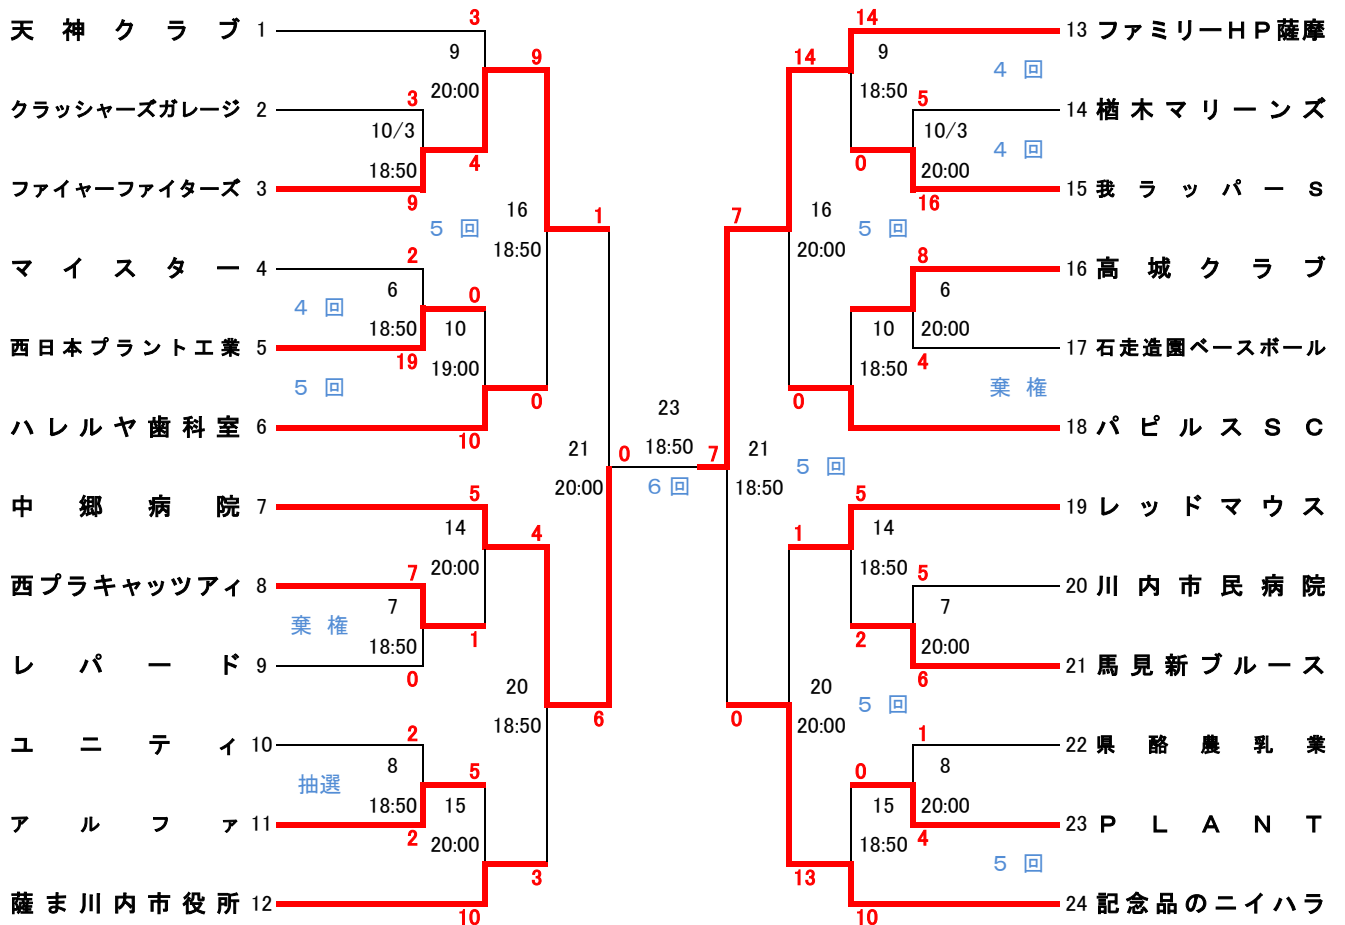 天神クラブ 1
3
9
20:00
9
クラッシャーズガレージ 2
3
10/3
18:50
4
ファイャーファイターズ 3
9
5 回
16
18:50
1
マイスター 4
2
4 回
6
18:50
0
西日本プラント工業 5
19
10
19:00
5 回
0
ハレルヤ歯科室 6
10
21
20:00
中郷病院 7
5
14
20:00
4
西プラキャッツアィ 8
7
棄 権
7
18:50
1
レパード 9
0
20
18:50
6
ユニティ 10
2
抽選
8
18:50
5
アルファ 11
2
15
20:00
3
薩ま川内市役所 12
10
23
0 18:50 7
6 回
14
13 ファミリーHP薩摩
14
9
18:50
4 回
5
14 楢木マリーンズ
10/3
20:00
4 回
0
16
15 我ラッパーS
7
16
20:00
5 回
8
16 高城クラブ
6
20:00
10
18:50
4
17 石走造園ベースボール
棄 権
0
18 パピルスSC
21
18:50
5 回
5
19 レッドマウス
1
14
18:50
5
20 川内市民病院
7
20:00
2
6
21 馬見新ブルース
20
20:00
5 回
0
1
22 県酪農乳業
8
20:00
0
15
18:50
4
23 PLANT
5 回
13
10
24 記念品のニイハラ